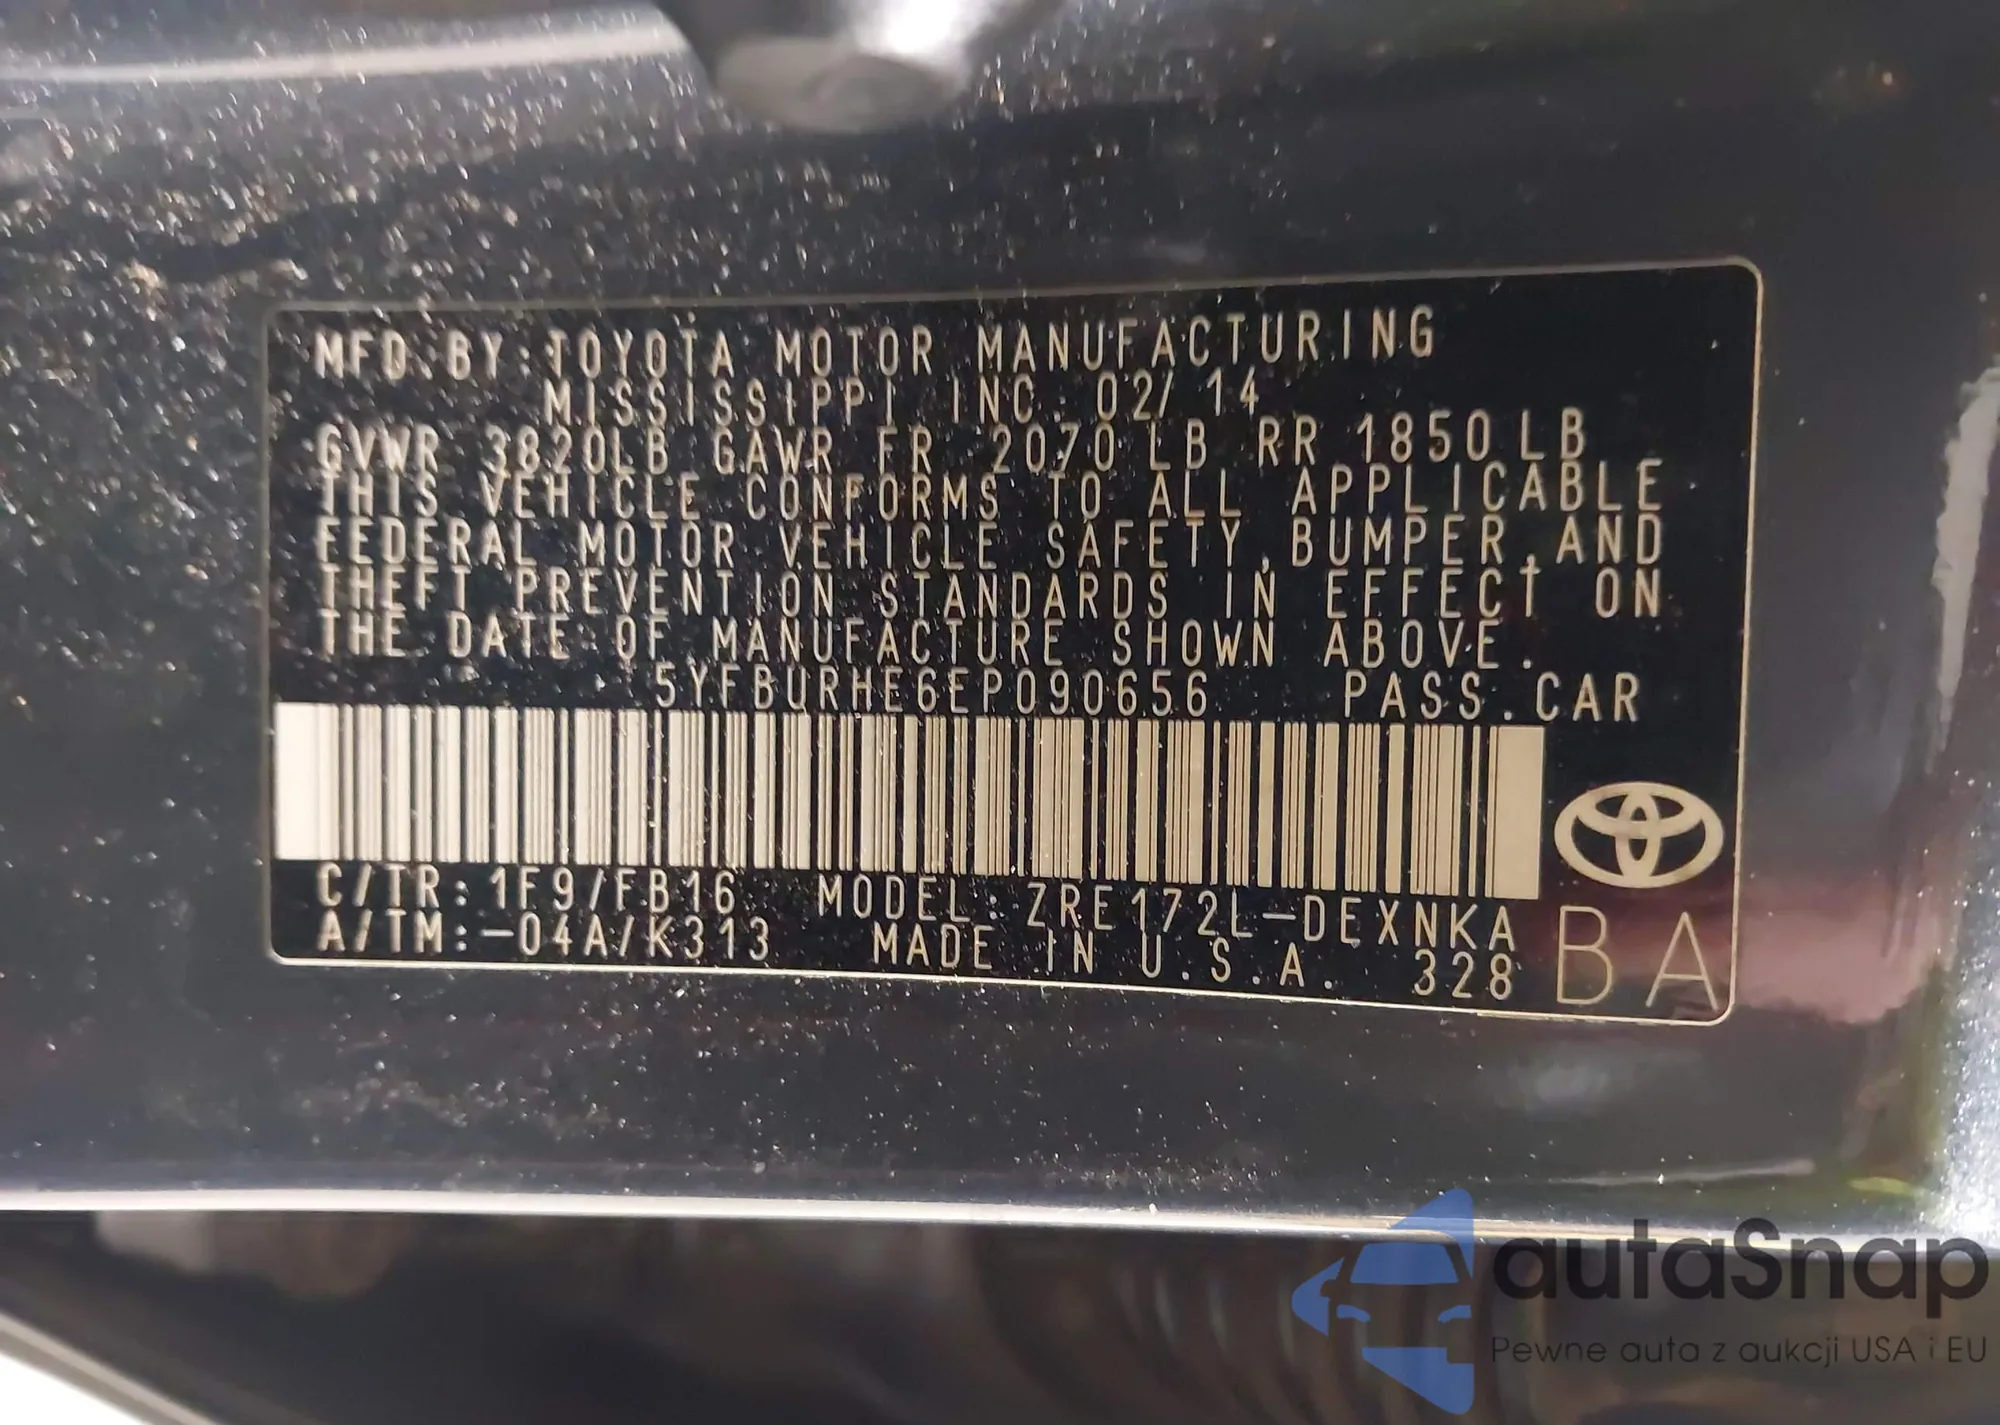 MFD.BY:TOYOTA MOTOR MANUFACTURING
MISSISSIPPI, INC. 02/14
GVWR 3820LB GAWR FR 2070LB RR 1850LB
THIS VEHICLE CONFORMS TO ALL APPLICABLE
FEDERAL MOTOR VEHICLE SAFETY,BUMPER,AND
THEFT PREVENTION STANDARDS IN EFFECT ON
THE DATE OF MANUFACTURE SHOWN ABOVE.
5YFBURHE6EP090656 PASS.CAR
C/TR:1F9/FB16 MODEL:ZRE172L-DEXNKA
A/TM:-04A/K313 MADE IN U.S.A. 328
BA
autoSnap
Pewne auta z aukcji USA i EU